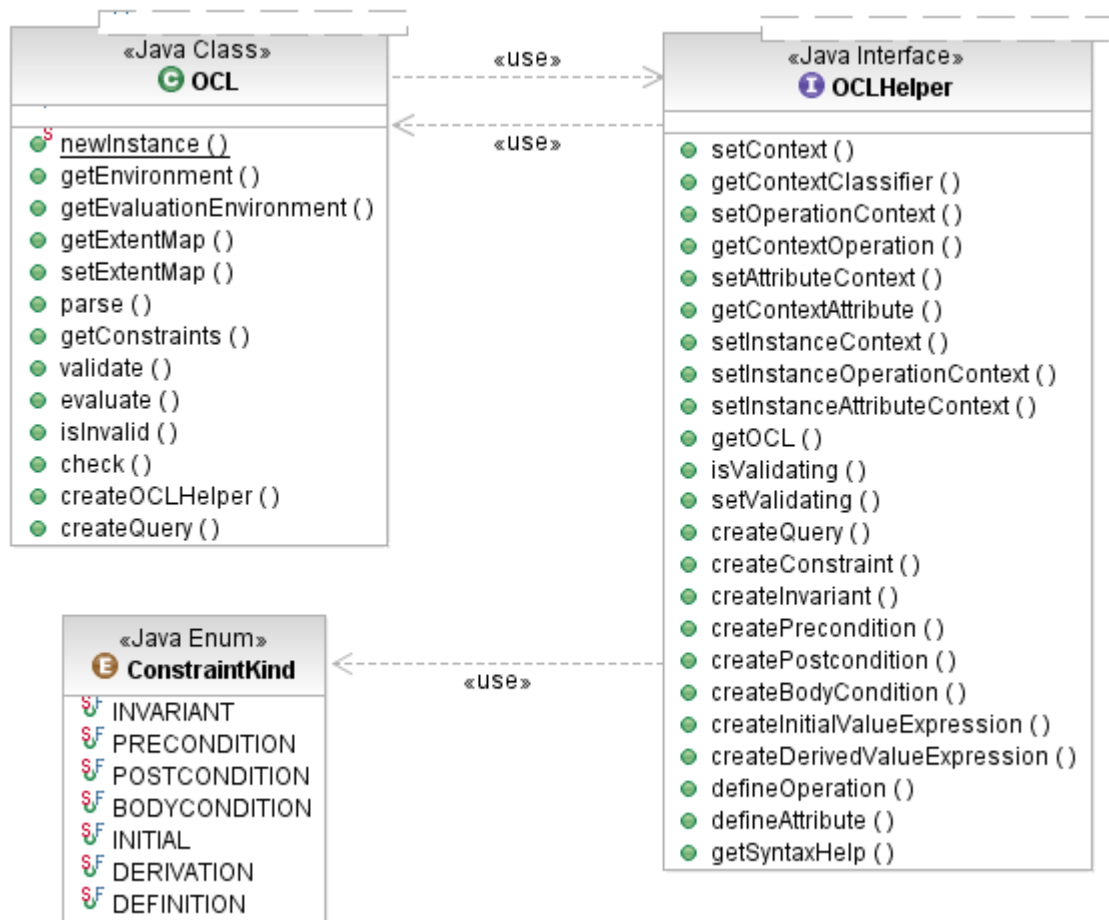 «Java Class»
C OCL
newInstance ( )
getEnvironment ( )
getEvaluationEnvironment ( )
getExtentMap ( )
setExtentMap ( )
parse ( )
getConstraints ( )
validate ( )
evaluate ( )
isInvalid ( )
check ( )
createOCLHelper ( )
createQuery ( )
«use»
«use»
«Java Interface»
I OCLHelper
setContext ( )
getContextClassifier ( )
setOperationContext ( )
getContextOperation ( )
setAttributeContext ( )
getContextAttribute ( )
setInstanceContext ( )
setInstanceOperationContext ( )
setInstanceAttributeContext ( )
getOCL ( )
isValidating ( )
setValidating ( )
createQuery ( )
createConstraint ( )
createInvariant ( )
createPrecondition ( )
createPostcondition ( )
createBodyCondition ( )
createInitialValueExpression ( )
createDerivedValueExpression ( )
defineOperation ( )
defineAttribute ( )
getSyntaxHelp ( )
«use»
«Java Enum»
E ConstraintKind
INVARIANT
PRECONDITION
POSTCONDITION
BODYCONDITION
INITIAL
DERIVATION
DEFINITION